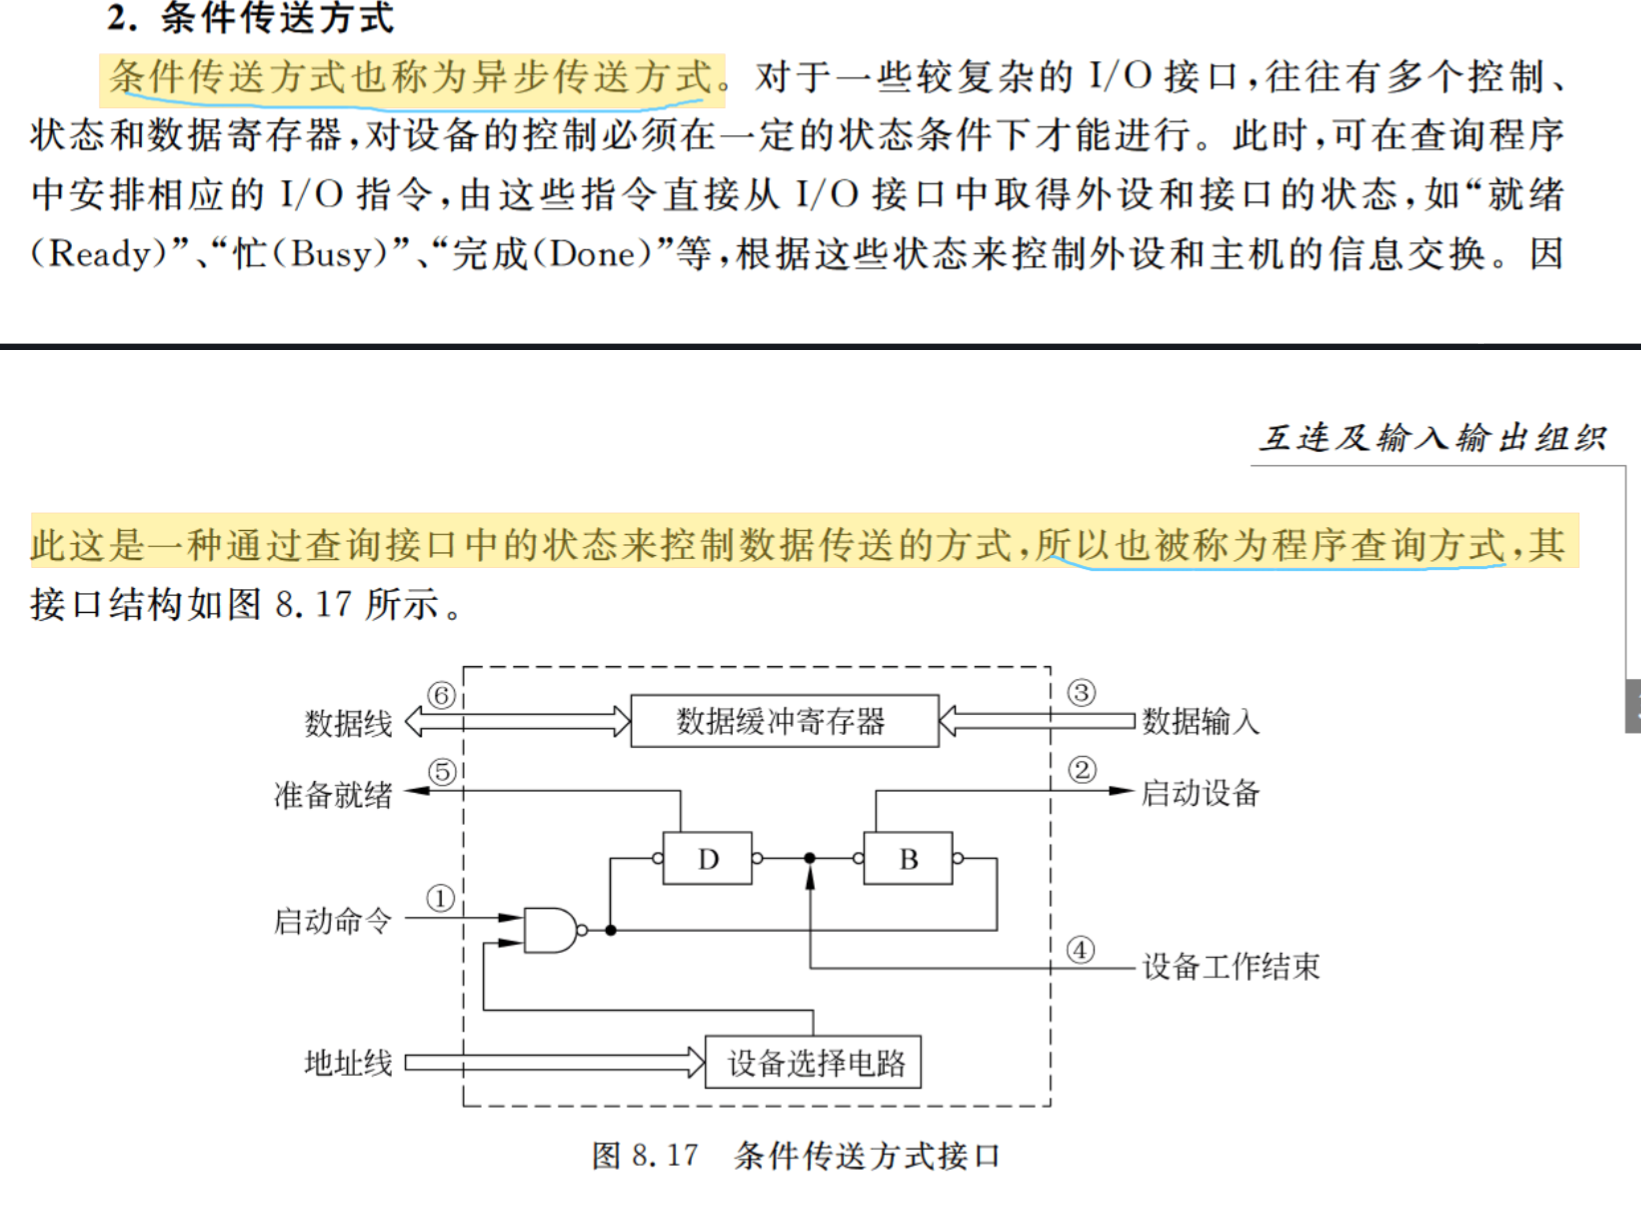 2. 条件传送方式
条件传送方式也称为异步传送方式。对于一些较复杂的 I/O 接口,往往有多个控制、
状态和数据寄存器,对设备的控制必须在一定的状态条件下才能进行。此时,可在查询程序
中安排相应的 I/O 指令,由这些指令直接从 I/O 接口中取得外设和接口的状态,如“就绪
(Ready)”、“忙(Busy)”、“完成(Done)”等,根据这些状态来控制外设和主机的信息交换。因
互连及输入输出组织
此这是一种通过查询接口中的状态来控制数据传送的方式,所以也被称为程序查询方式,其
接口结构如图 8.17 所示。
⑥ ③
数据线 数据缓冲寄存器 数据输入
⑤ ②
准备就绪 启动设备
D B
①
启动命令
④
设备工作结束
地址线 设备选择电路
图 8.17 条件传送方式接口